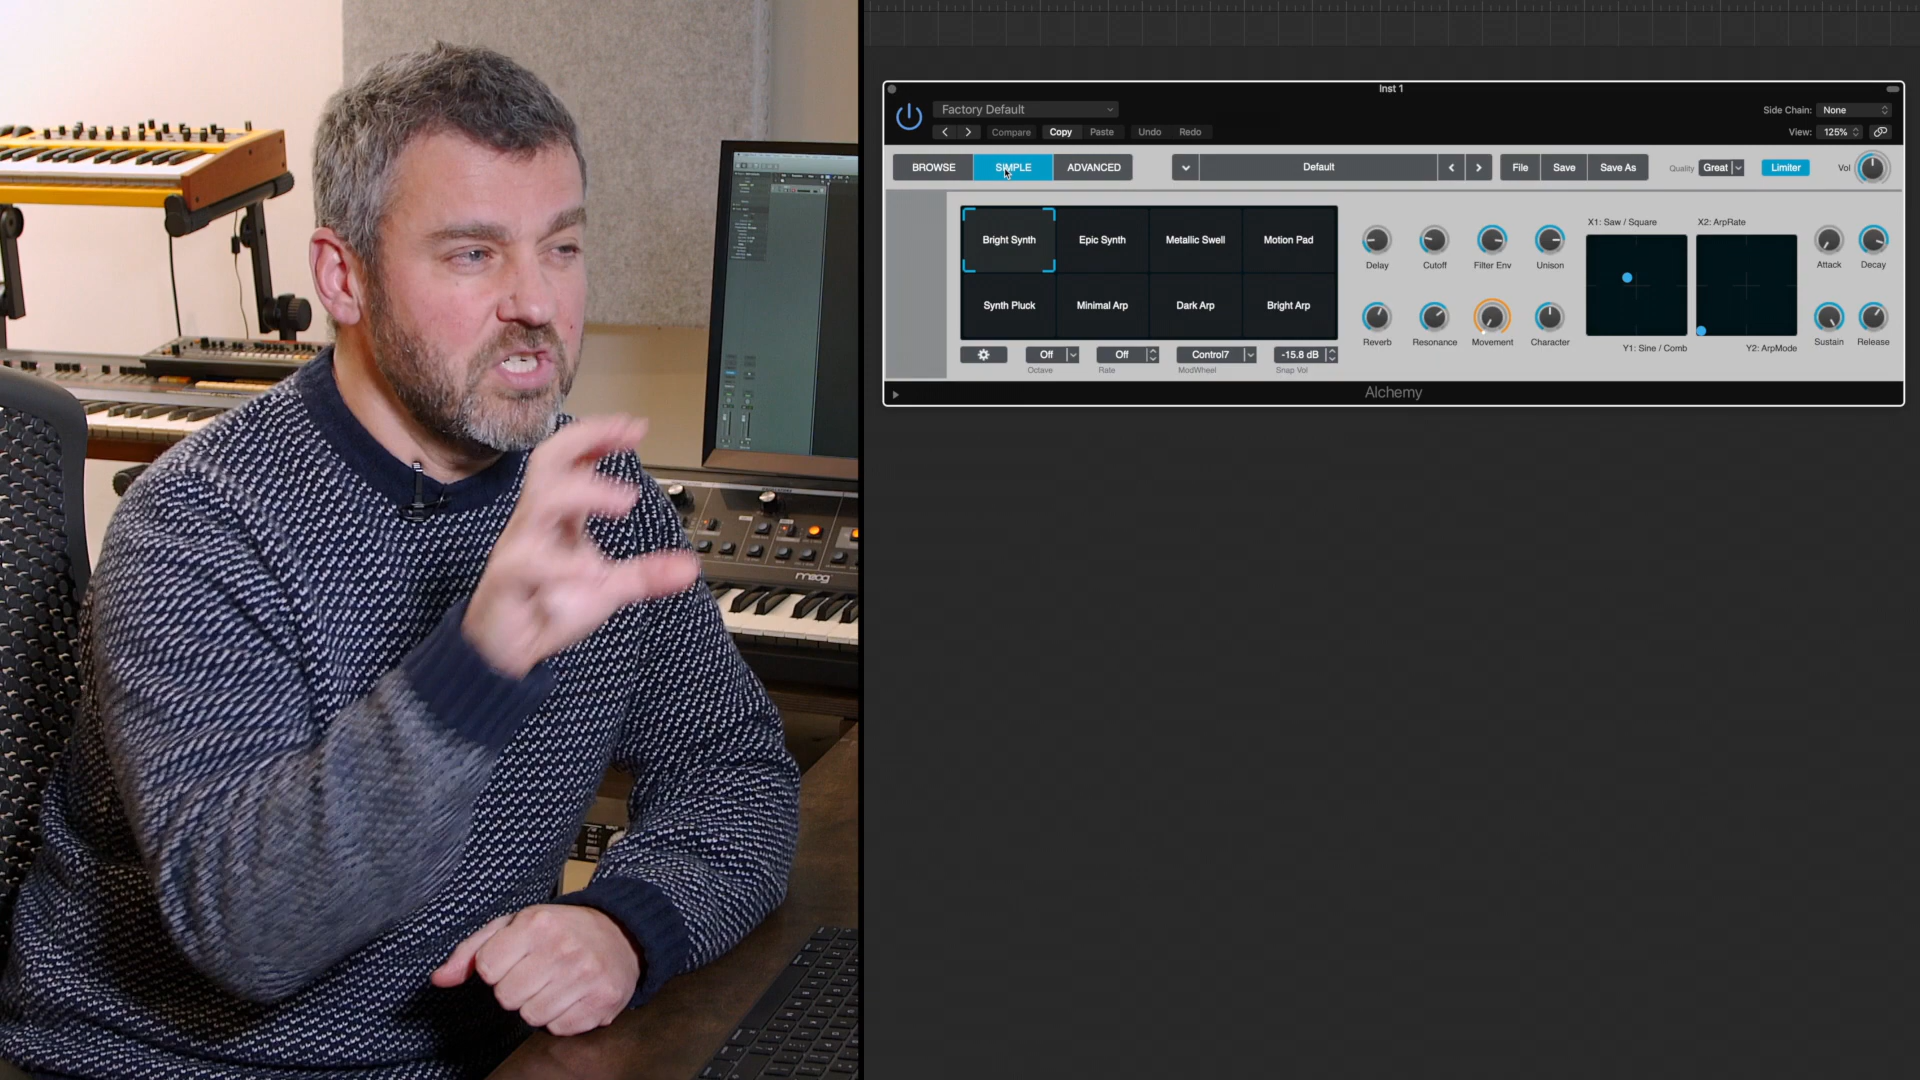 Inst 1
Factory Default
Side Chain: None
Compare Copy Paste Undo Redo
View: 125%
BROWSE SIMPLE ADVANCED Default File Save Save As Quality Great Limiter Vol
X1: Saw / Square X2: ArpRate
Bright Synth Epic Synth Metallic Swell Motion Pad
Delay Cutoff Filter Env Unison Attack Decay
Synth Pluck Minimal Arp Dark Arp Bright Arp
Reverb Resonance Movement Character Sustain Release
Y1: Sine / Comb Y2: ArpMode
Off Off Control7 -15.8 dB
Octave Rate ModWheel Snap Vol
Alchemy
moog